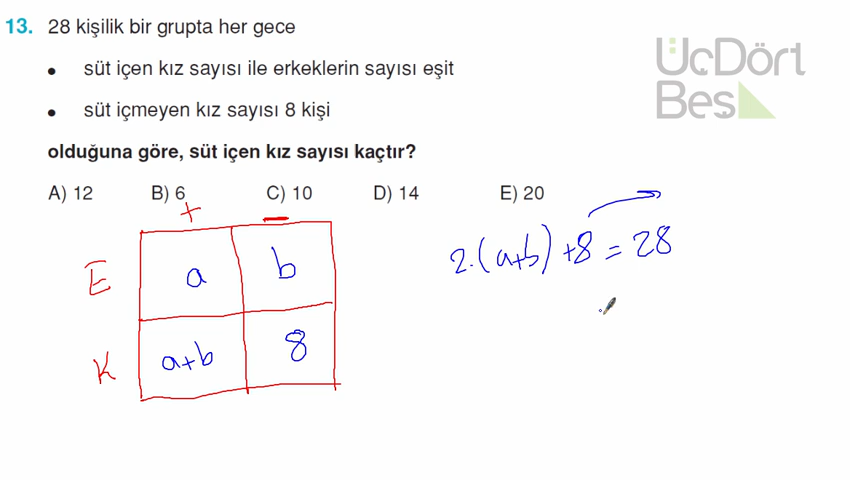 13. 28 kişilik bir grupta her gece
• süt içen kız sayısı ile erkeklerin sayısı eşit
• süt içmeyen kız sayısı 8 kişi
olduğuna göre, süt içen kız sayısı kaçtır?
A) 12 B) 6 C) 10 D) 14 E) 20
ÜçDört
Beş
+ −
E a b
K a+b 8
2.(a+b)+8=28